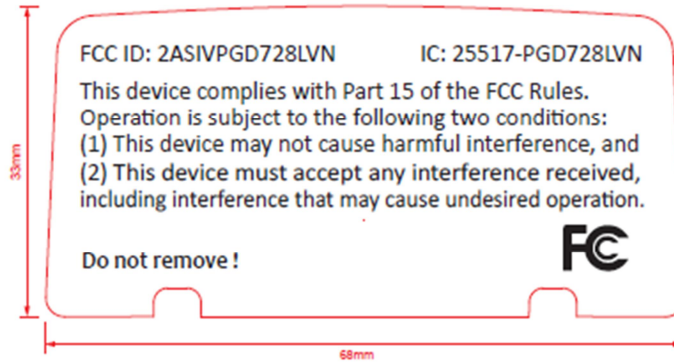 FCC ID: 2ASIVPGD728LVN IC: 25517-PGD728LVN
This device complies with Part 15 of the FCC Rules.
Operation is subject to the following two conditions:
(1) This device may not cause harmful interference, and
(2) This device must accept any interference received,
including interference that may cause undesired operation.
Do not remove !
FC
33mm
68mm